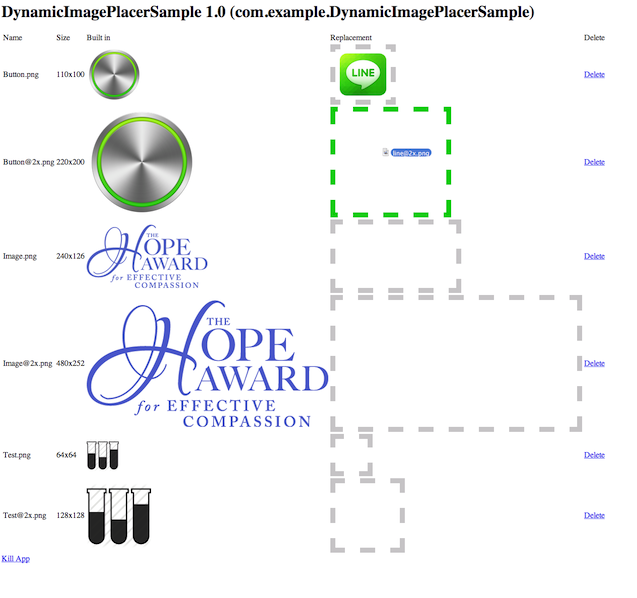 DynamicImagePlacerSample 1.0 (com.example.DynamicImagePlacerSample)
Name Size Built in Replacement Delete
Button.png 110x100 LINE Delete
Button@2x.png 220x200 line@2x.png Delete
Image.png 240x126 Delete
THE
HOPE
AWARD
for EFFECTIVE
COMPASSION
Image@2x.png 480x252 Delete
THE
HOPE
AWARD
for EFFECTIVE
COMPASSION
Test.png 64x64 Delete
Test@2x.png 128x128 Delete
Kill App